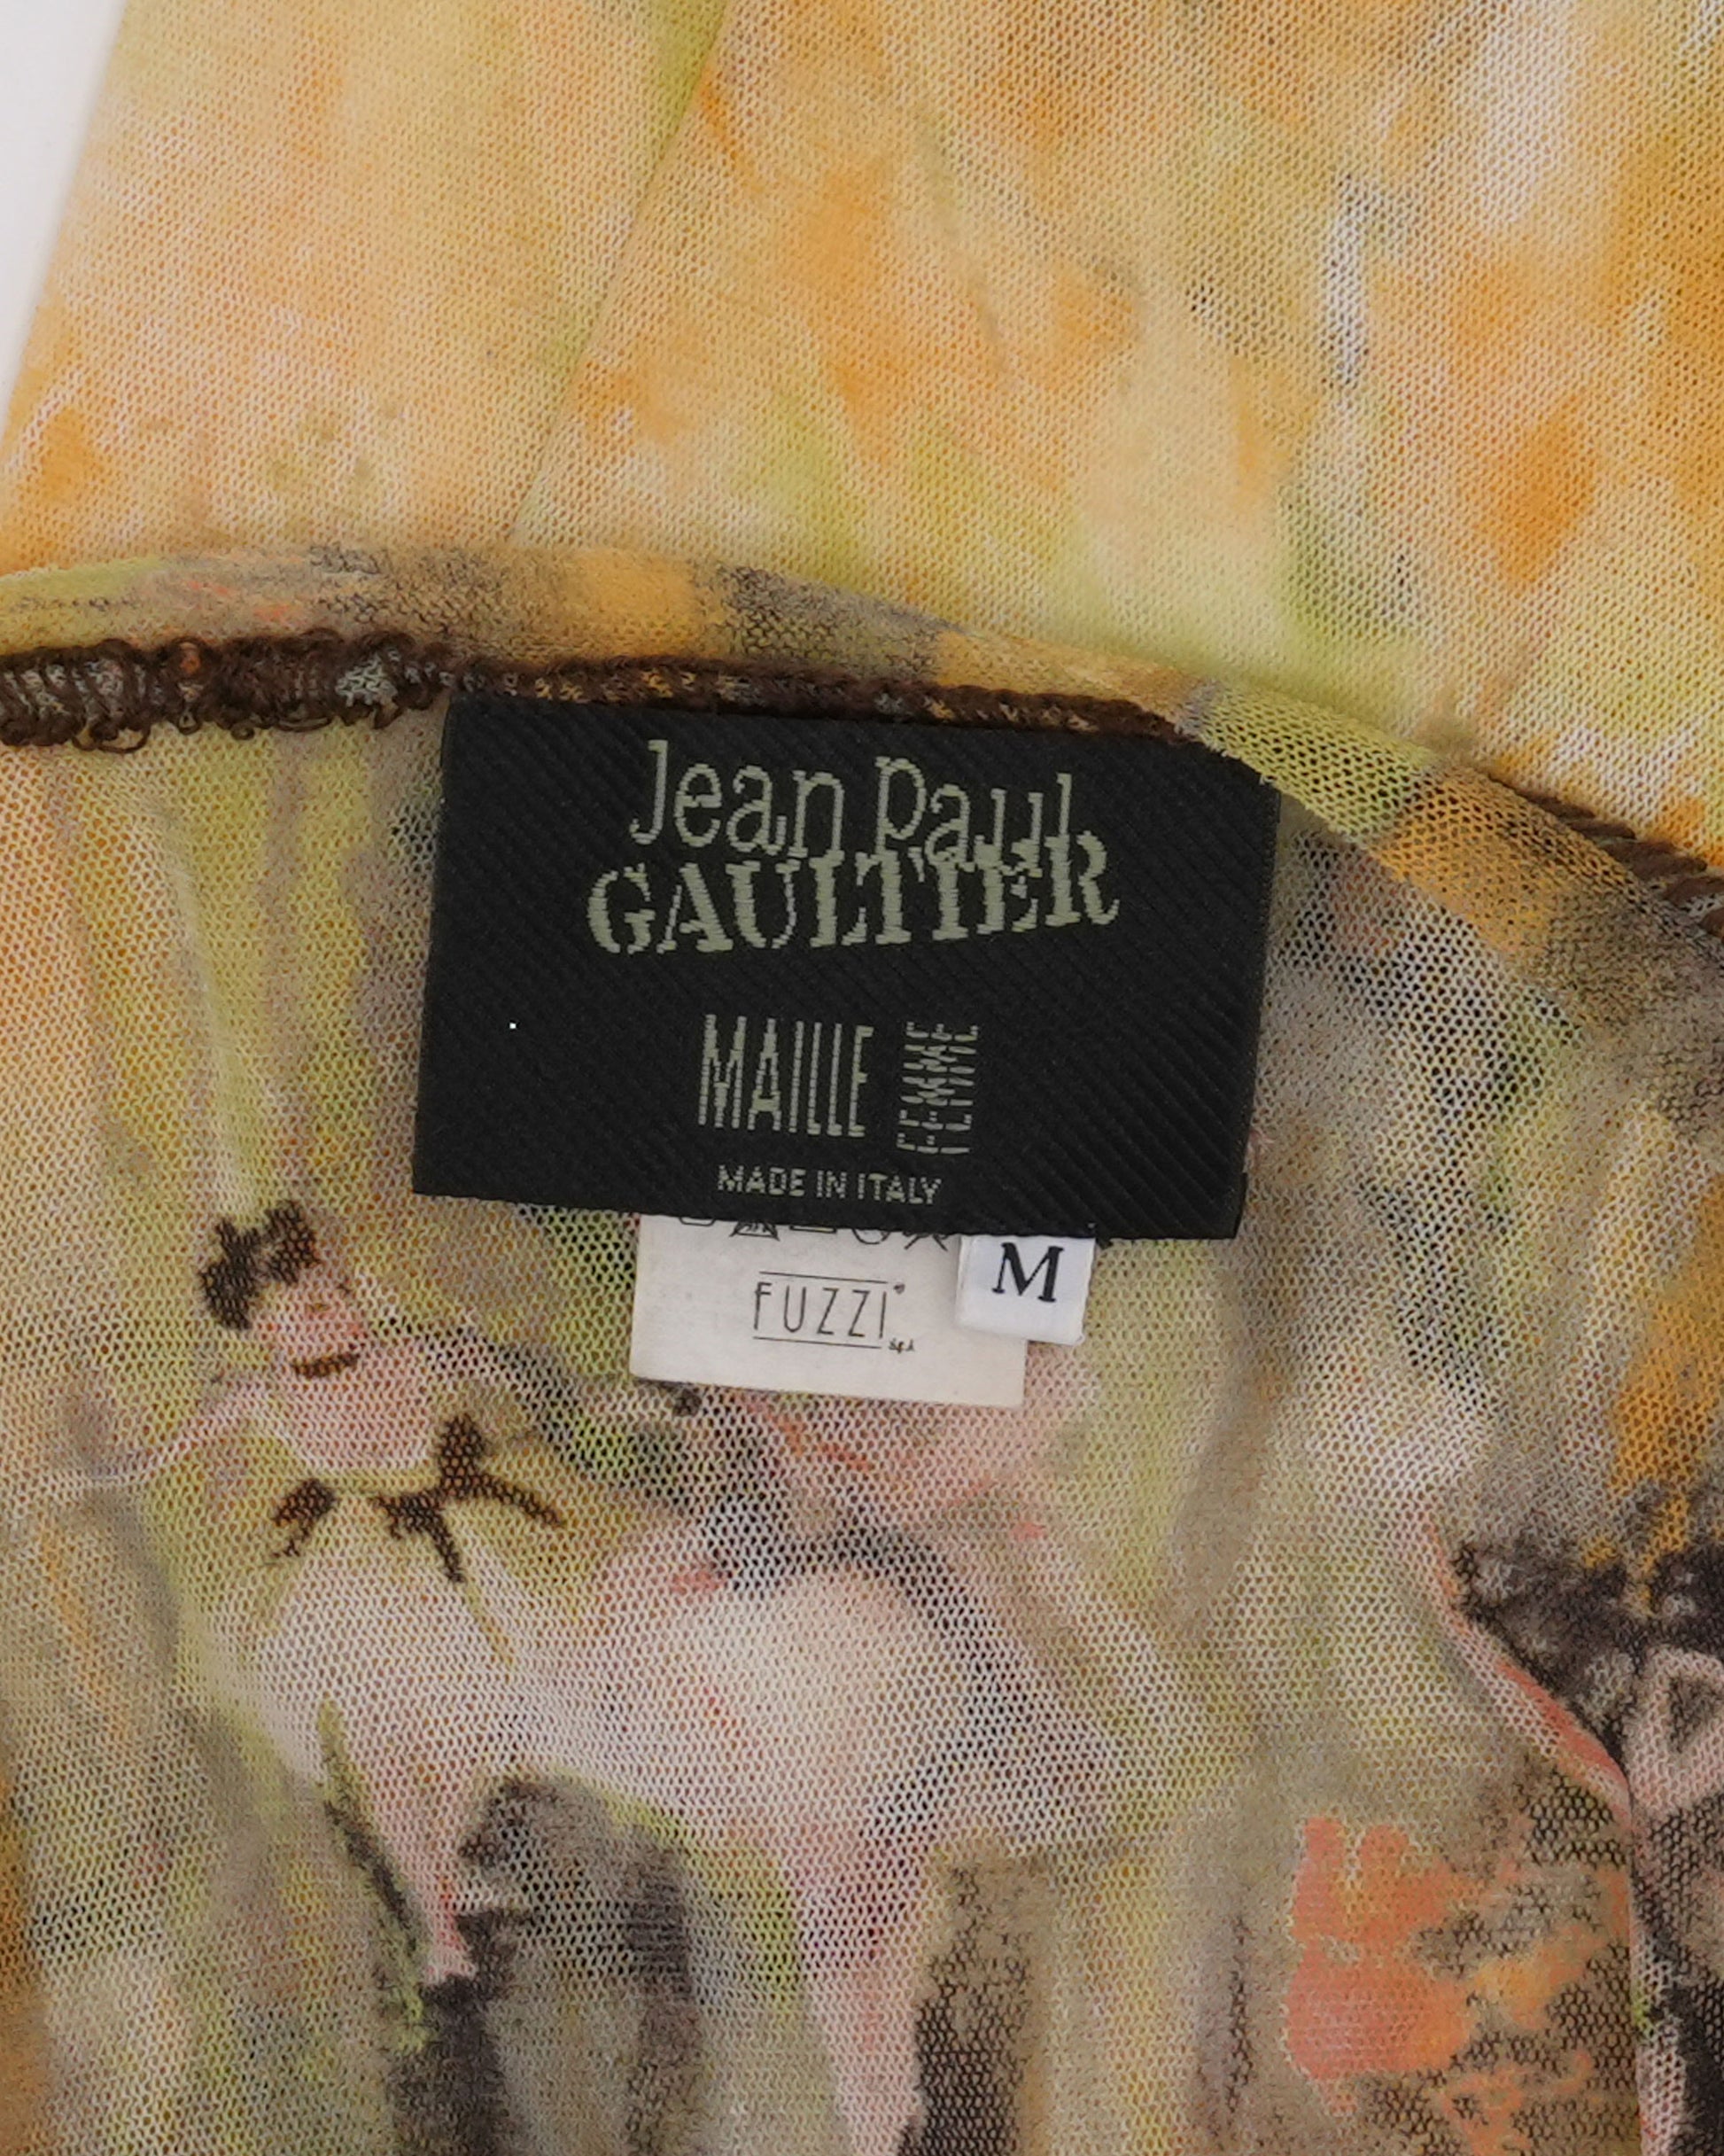 Jean Paul
GAULTIER
MAILLE FEMME
MADE IN ITALY
M
FUZZI®
S.p.A.